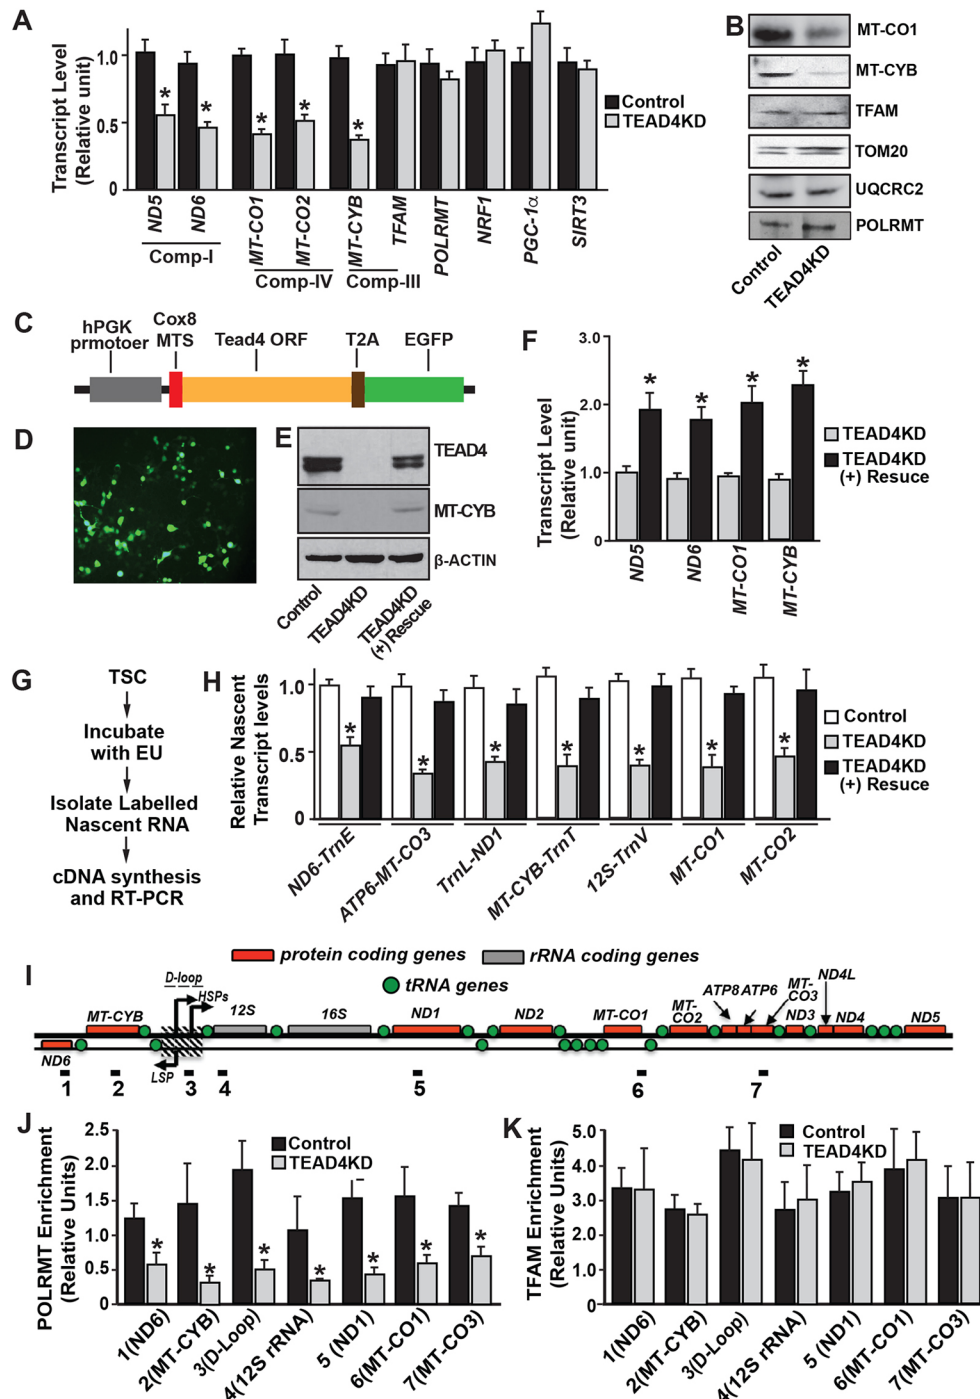 A
Transcript Level
(Relative unit)
1.0
0.5
0
* * * * *
Control
TEAD4KD
ND5
ND6
MT-CO1
MT-CO2
MT-CYB
TFAM
POLRMT
NRF1
PGC-1α
SIRT3
Comp-I
Comp-IV
Comp-III
B
MT-CO1
MT-CYB
TFAM
TOM20
UQCRC2
POLRMT
Control
TEAD4KD
C
hPGK
prmotoer
Cox8
MTS
Tead4 ORF
T2A
EGFP
D
E
TEAD4
MT-CYB
β-ACTIN
Control
TEAD4KD
TEAD4KD
(+) Rescue
F
Transcript Level
(Relative unit)
3.0
2.0
1.0
0
* * * *
TEAD4KD
TEAD4KD
(+) Resuce
ND5
ND6
MT-CO1
MT-CYB
G
TSC
Incubate
with EU
Isolate Labelled
Nascent RNA
cDNA synthesis
and RT-PCR
H
Relative Nascent
Transcript levels
1.0
0.5
0
* * * * * * *
Control
TEAD4KD
TEAD4KD
(+) Resuce
ND6-TrnE
ATP6-MT-CO3
TrnL-ND1
MT-CYB-TrnT
12S-TrnV
MT-CO1
MT-CO2
I
protein coding genes
rRNA coding genes
tRNA genes
D-loop
HSPs
LSP
MT-CYB
12S
16S
ND1
ND2
MT-CO1
MT-
CO2
ATP8
ATP6
MT-
CO3
ND3
ND4L
ND4
ND5
ND6
1 2 3 4 5 6 7
J
POLRMT Enrichment
(Relative Units)
2.5
2.0
1.5
1.0
0.5
0.0
* * * * * * *
Control
TEAD4KD
1(ND6)
2(MT-CYB)
3(D-Loop)
4(12S rRNA)
5 (ND1)
6(MT-CO1)
7(MT-CO3)
K
TFAM Enrichment
(Relative Units)
5.0
4.0
3.0
2.0
1.0
0.0
Control
TEAD4KD
1(ND6)
2(MT-CYB)
3(D-Loop)
4(12S rRNA)
5 (ND1)
6(MT-CO1)
7(MT-CO3)